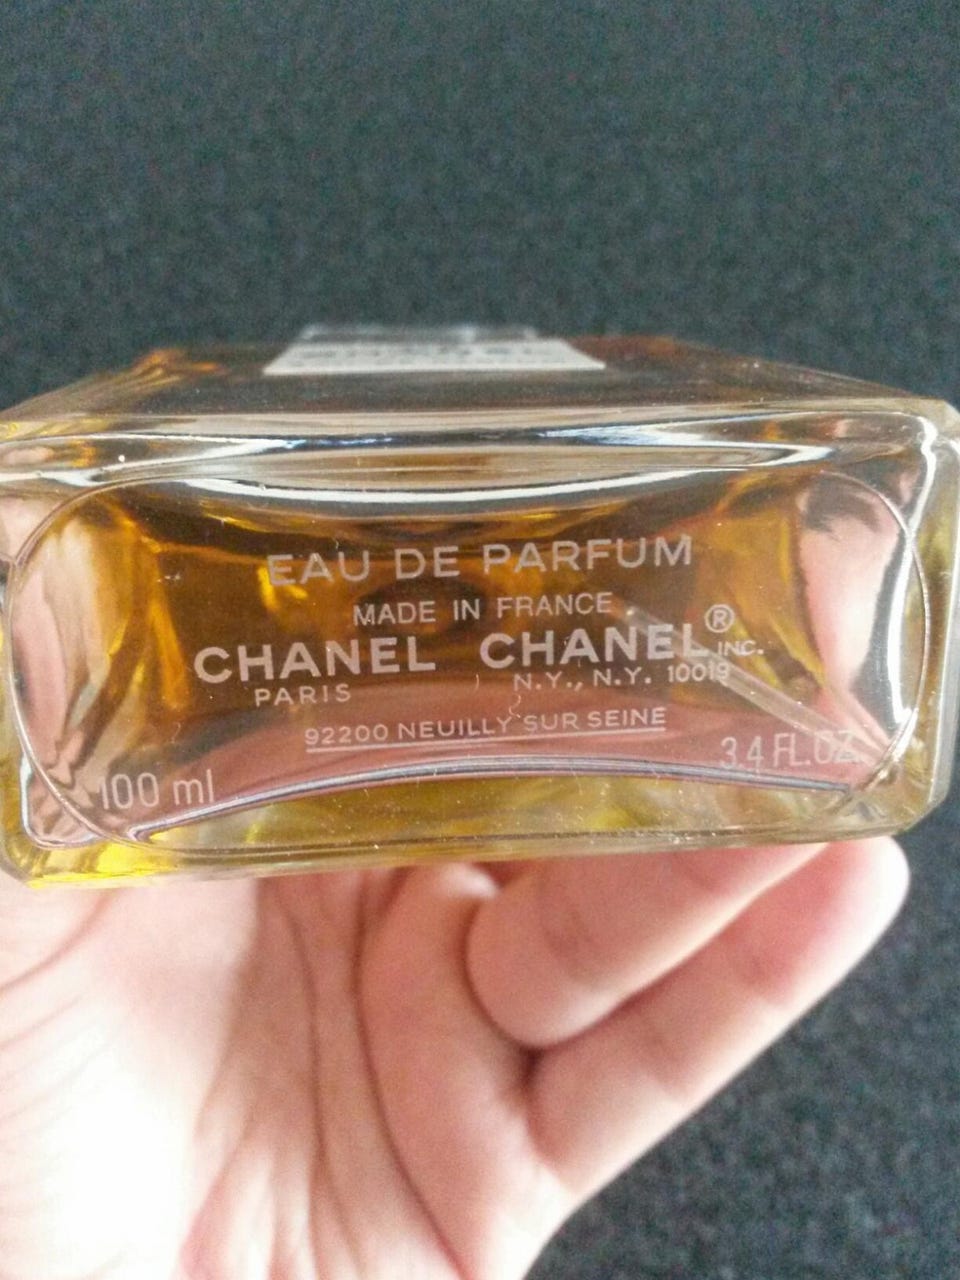 EAU DE PARFUM
MADE IN FRANCE
CHANEL CHANEL® INC.
PARIS N.Y., N.Y. 10019
92200 NEUILLY SUR SEINE
100 ml 3.4 FL.OZ.